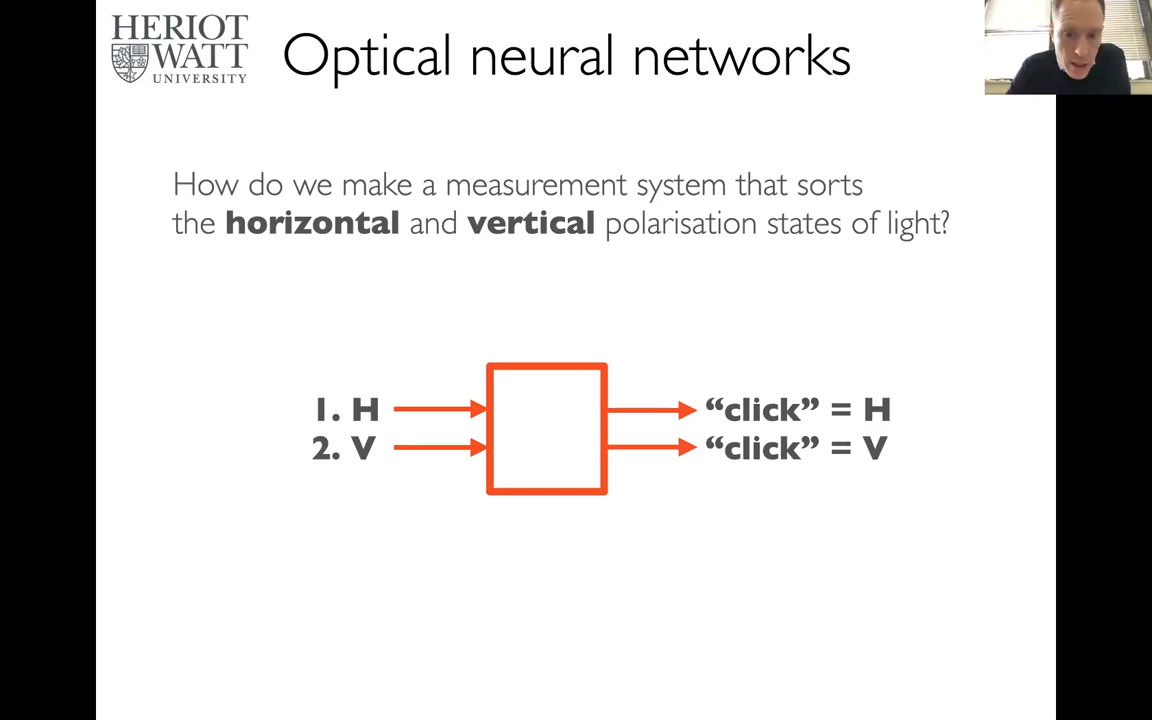 HERIOT
WATT
UNIVERSITY
Optical neural networks
How do we make a measurement system that sorts
the horizontal and vertical polarisation states of light?
1. H “click” = H
2. V “click” = V